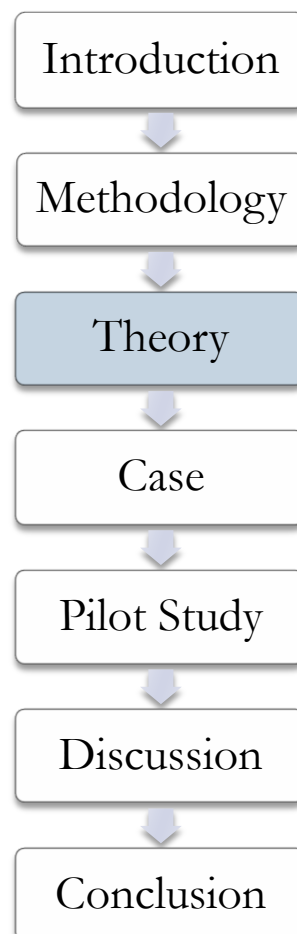 Introduction
Methodology
Theory
Case
Pilot Study
Discussion
Conclusion